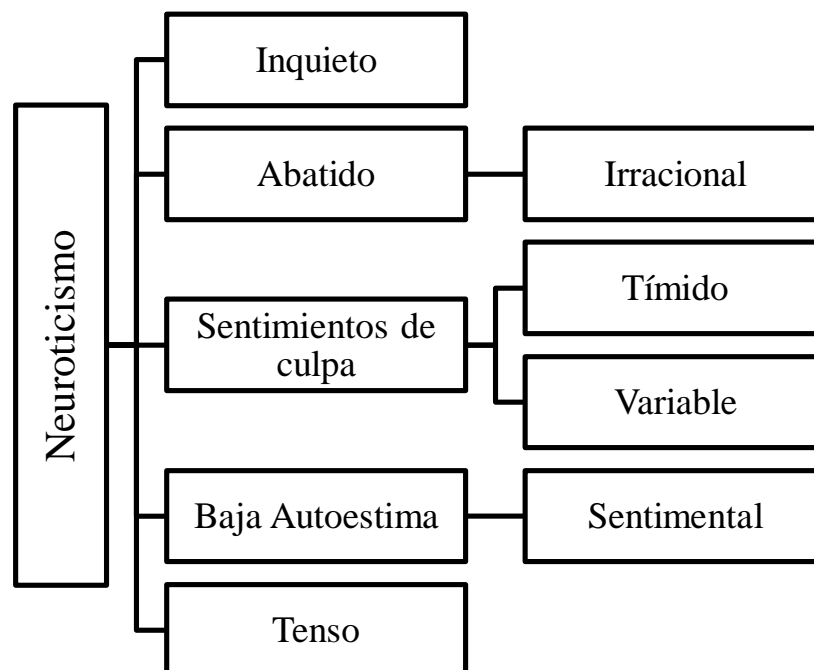 Neuroticismo
Inquieto
Abatido
Irracional
Sentimientos de
culpa
Tímido
Variable
Baja Autoestima
Sentimental
Tenso